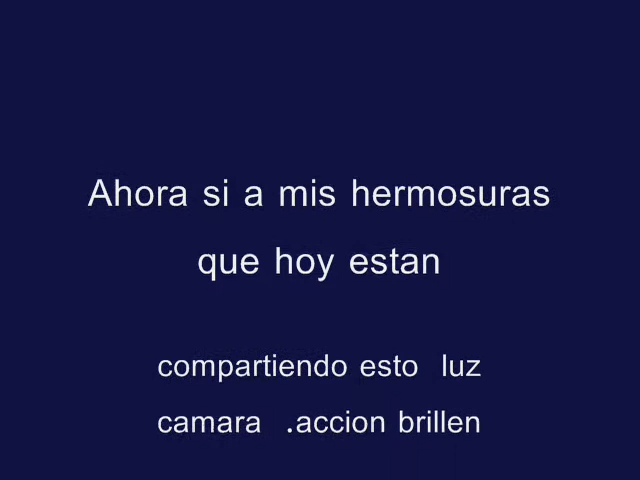 Ahora si a mis hermosuras
que hoy estan
compartiendo esto  luz
camara  .accion brillen